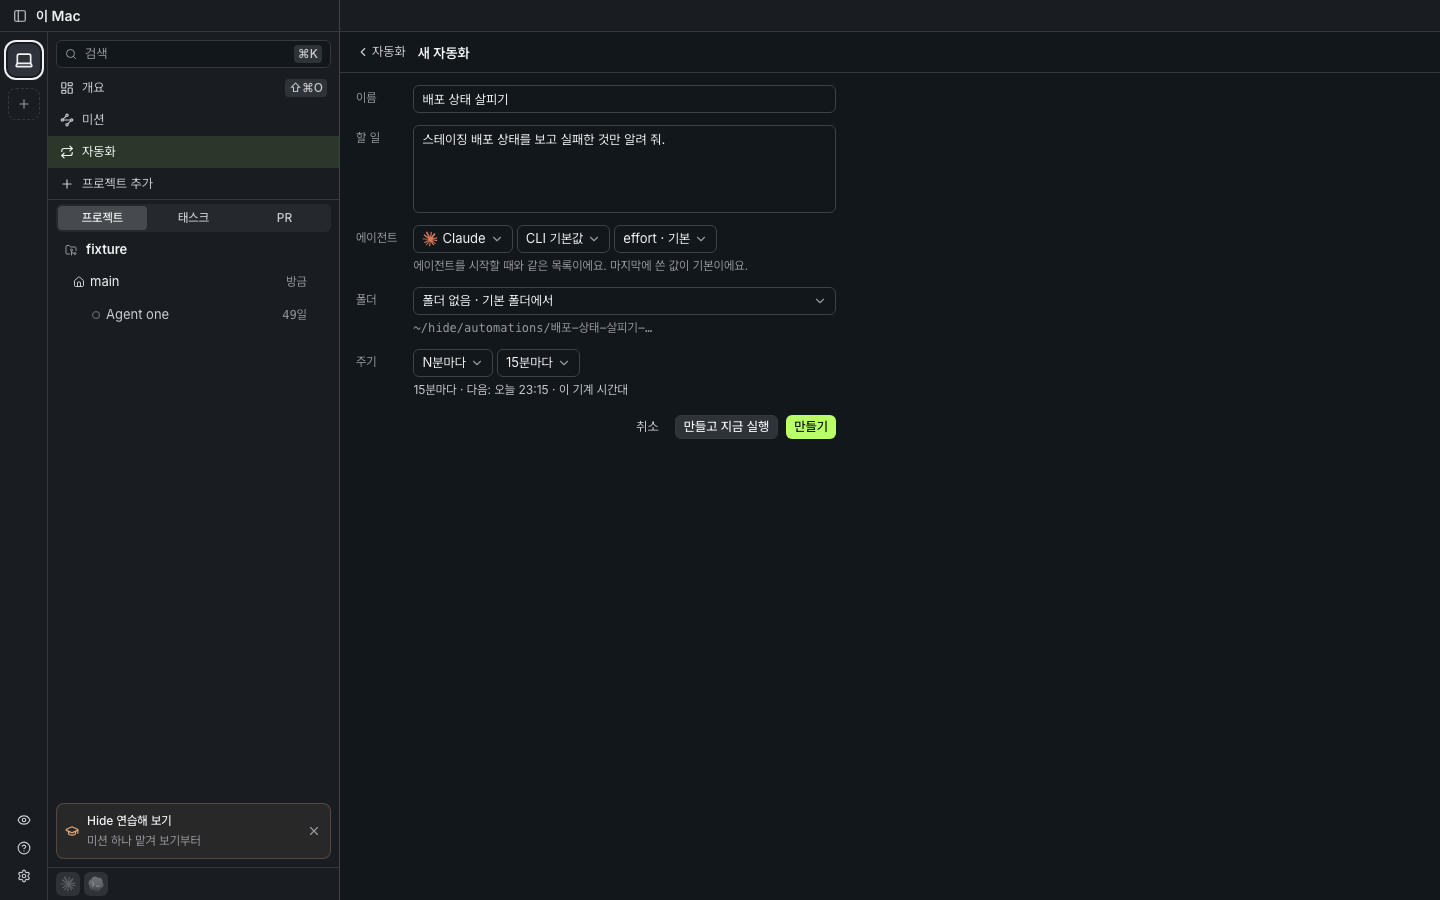 이 Mac
검색 ⌘K
개요 ⇧⌘O
미션
자동화
프로젝트 추가
프로젝트 태스크 PR
fixture
main 방금
Agent one 49일
Hide 연습해 보기
미션 하나 맡겨 보기부터
자동화 새 자동화
이름 배포 상태 살피기
할 일 스테이징 배포 상태를 보고 실패한 것만 알려 줘.
에이전트 Claude CLI 기본값 effort · 기본
에이전트를 시작할 때와 같은 목록이에요. 마지막에 쓴 값이 기본이에요.
폴더 폴더 없음 · 기본 폴더에서
~/hide/automations/배포-상태-살피기-…
주기 N분마다 15분마다
15분마다 · 다음: 오늘 23:15 · 이 기계 시간대
취소 만들고 지금 실행 만들기